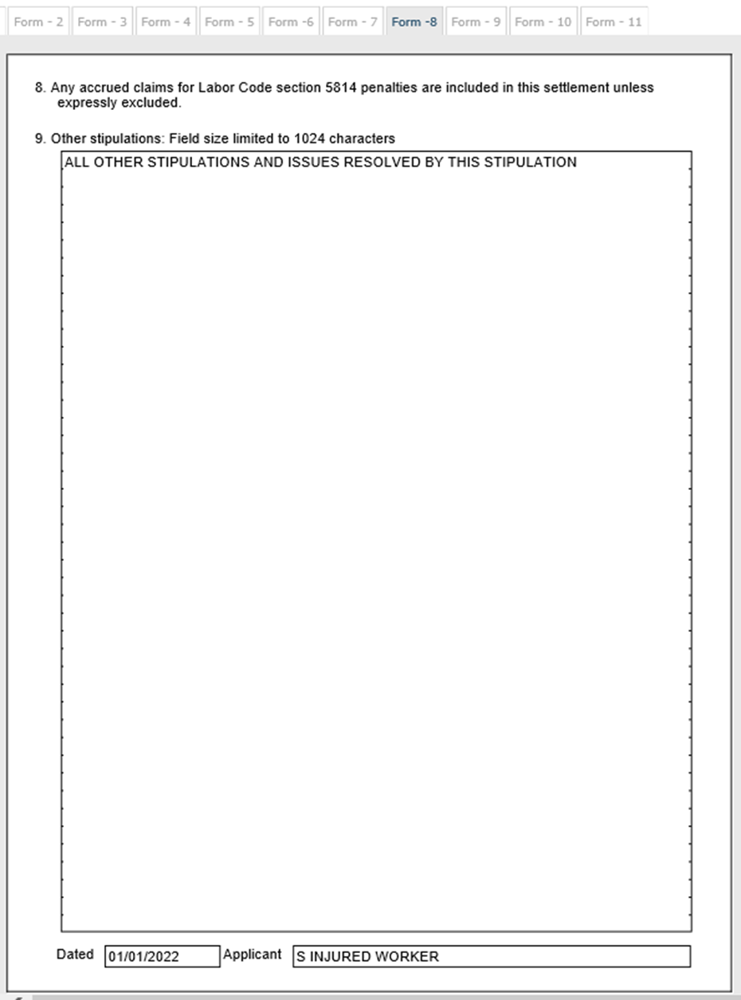 Form - 2 Form - 3 Form - 4 Form - 5 Form -6 Form - 7 Form -8 Form - 9 Form - 10 Form - 11
8. Any accrued claims for Labor Code section 5814 penalties are included in this settlement unless
expressly excluded.
9. Other stipulations: Field size limited to 1024 characters
ALL OTHER STIPULATIONS AND ISSUES RESOLVED BY THIS STIPULATION
Dated 01/01/2022 Applicant S INJURED WORKER